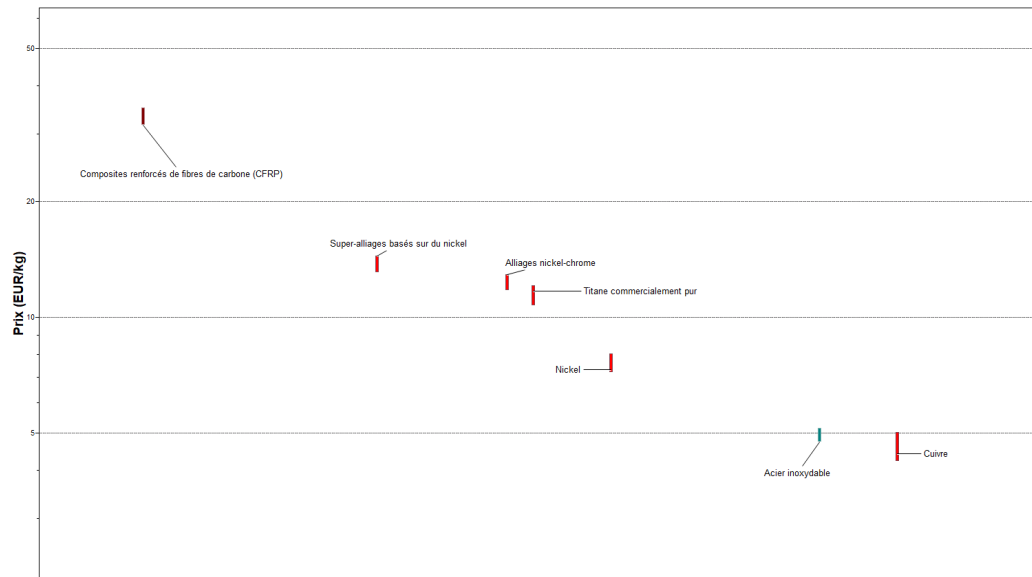 50
Composites renforcés de fibres de carbone (CFRP)
20
Super-alliages basés sur du nickel
Alliages nickel-chrome
Titane commercialement pur
Prix (EUR/kg)
10
Nickel
5
Cuivre
Acier inoxydable